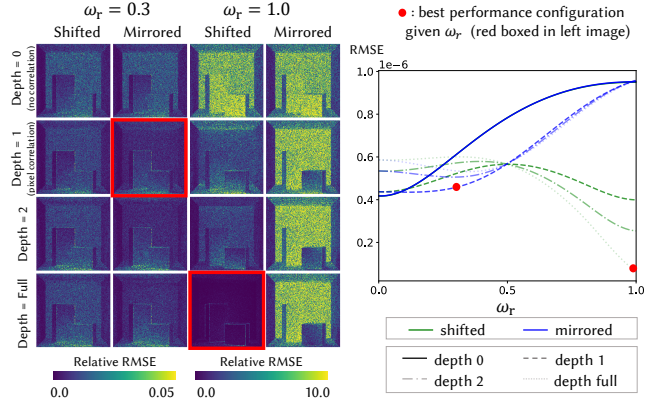 ωr = 0.3
ωr = 1.0
Shifted
Mirrored
Shifted
Mirrored
Depth = 0
(no correlation)
Depth = 1
(pixel correlation)
Depth = 2
Depth = Full
Relative RMSE
Relative RMSE
0.0
0.05
0.0
10.0
: best performance configuration
given ωr (red boxed in left image)
RMSE
1e−6
1.0
0.8
0.6
0.4
0.2
0.0
0.5
1.0
ωr
shifted
mirrored
depth 0
depth 1
depth 2
depth full